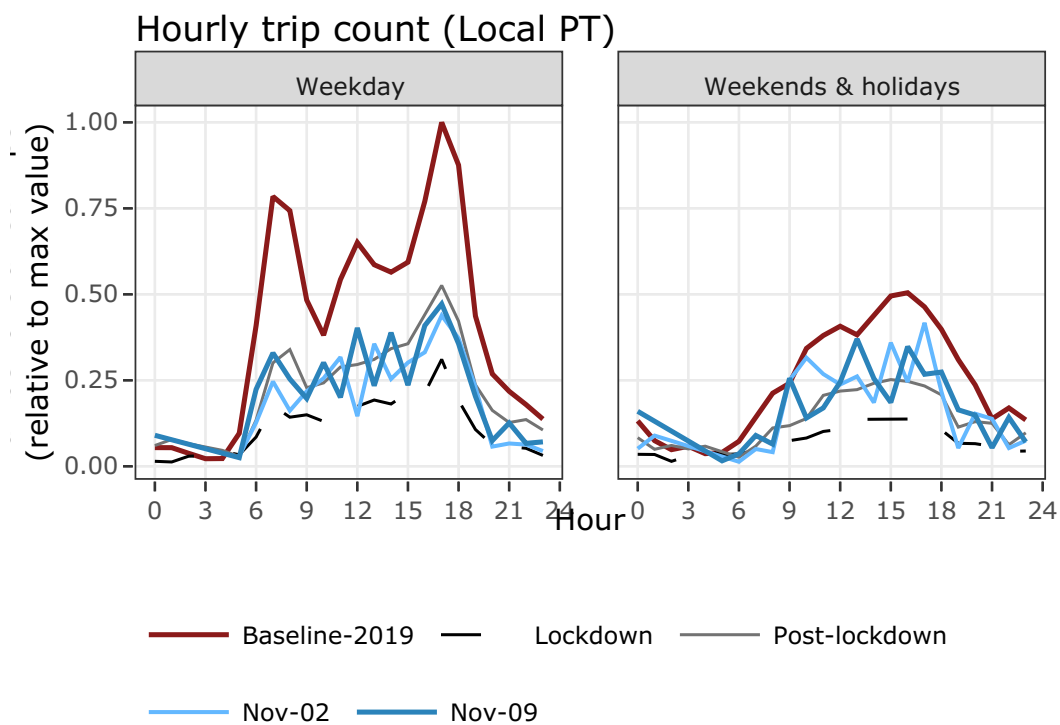 Hourly trip count (Local PT)
Weekday
Weekends & holidays
(relative to max value)
1.00
0.75
0.50
0.25
0.00
0 3 6 9 12 15 18 21 24
0 3 6 9 12 15 18 21 24
Hour
Baseline-2019 Lockdown Post-lockdown
Nov-02 Nov-09